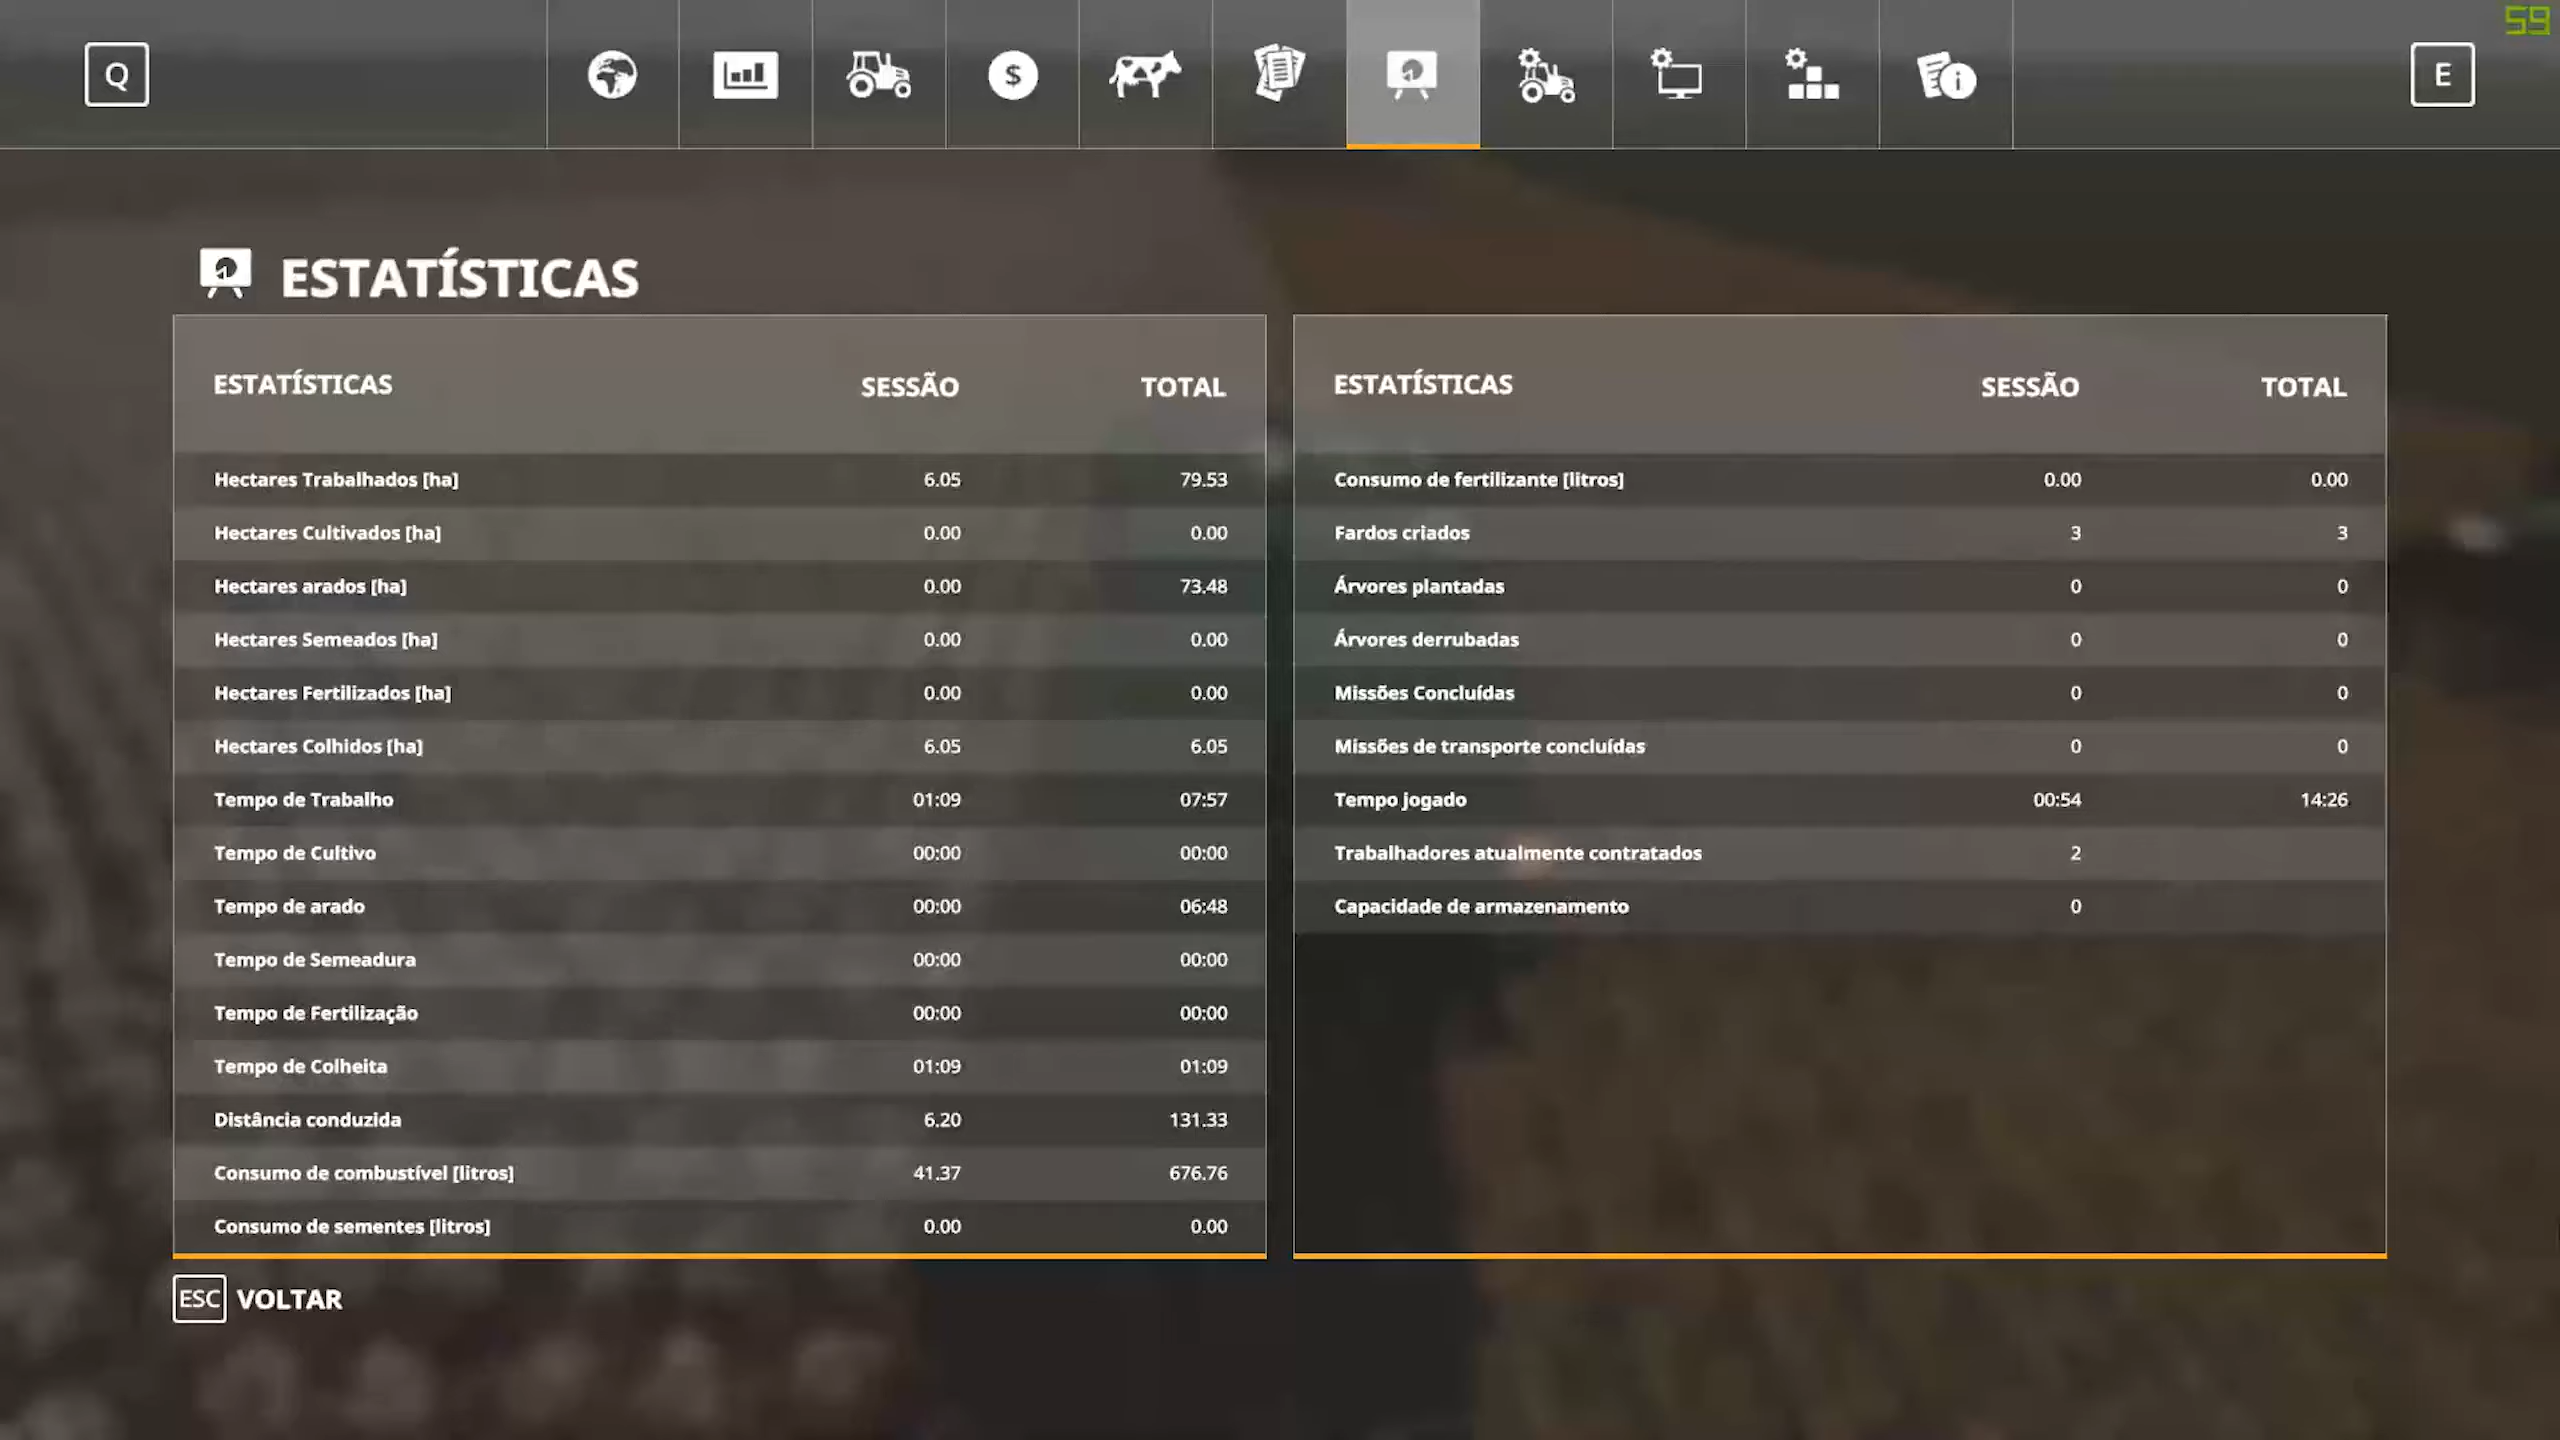 59
Q
$
E
ESTATÍSTICAS
ESTATÍSTICAS SESSÃO TOTAL
Hectares Trabalhados [ha] 6.05 79.53
Hectares Cultivados [ha] 0.00 0.00
Hectares arados [ha] 0.00 73.48
Hectares Semeados [ha] 0.00 0.00
Hectares Fertilizados [ha] 0.00 0.00
Hectares Colhidos [ha] 6.05 6.05
Tempo de Trabalho 01:09 07:57
Tempo de Cultivo 00:00 00:00
Tempo de arado 00:00 06:48
Tempo de Semeadura 00:00 00:00
Tempo de Fertilização 00:00 00:00
Tempo de Colheita 01:09 01:09
Distância conduzida 6.20 131.33
Consumo de combustível [litros] 41.37 676.76
Consumo de sementes [litros] 0.00 0.00
ESTATÍSTICAS SESSÃO TOTAL
Consumo de fertilizante [litros] 0.00 0.00
Fardos criados 3 3
Árvores plantadas 0 0
Árvores derrubadas 0 0
Missões Concluídas 0 0
Missões de transporte concluídas 0 0
Tempo jogado 00:54 14:26
Trabalhadores atualmente contratados 2
Capacidade de armazenamento 0
ESC VOLTAR